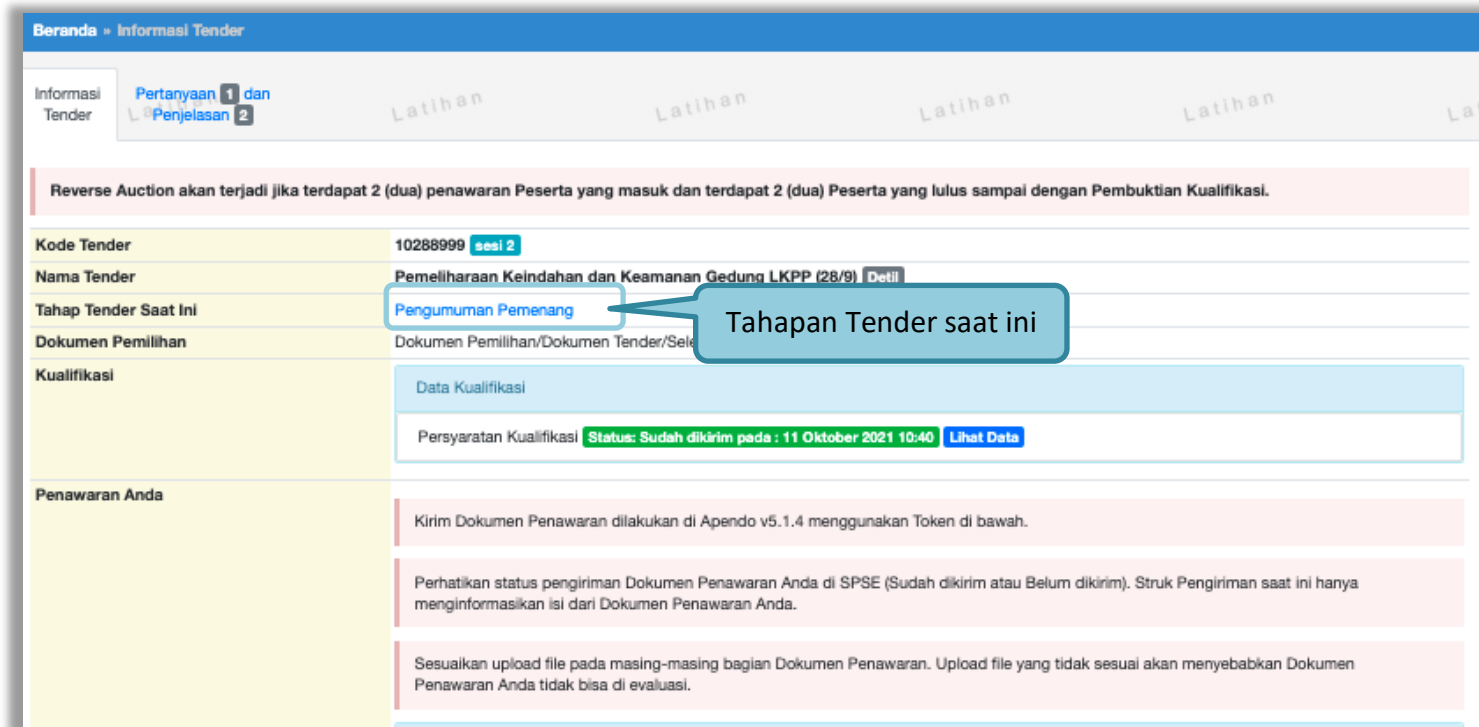 Beranda » Informasi Tender
Informasi Tender
Pertanyaan 1 dan Penjelasan 2
Latihan
Latihan
Latihan
Latihan
Latihan
Reverse Auction akan terjadi jika terdapat 2 (dua) penawaran Peserta yang masuk dan terdapat 2 (dua) Peserta yang lulus sampai dengan Pembuktian Kualifikasi.
Kode Tender 10288999 sesi 2
Nama Tender Pemeliharaan Keindahan dan Keamanan Gedung LKPP (28/9) Detil
Tahap Tender Saat Ini Pengumuman Pemenang
Tahapan Tender saat ini
Dokumen Pemilihan Dokumen Pemilihan/Dokumen Tender/
Kualifikasi
Data Kualifikasi
Persyaratan Kualifikasi Status: Sudah dikirim pada : 11 Oktober 2021 10:40 Lihat Data
Penawaran Anda
Kirim Dokumen Penawaran dilakukan di Apendo v5.1.4 menggunakan Token di bawah.
Perhatikan status pengiriman Dokumen Penawaran Anda di SPSE (Sudah dikirim atau Belum dikirim). Struk Pengiriman saat ini hanya
menginformasikan isi dari Dokumen Penawaran Anda.
Sesuaikan upload file pada masing-masing bagian Dokumen Penawaran. Upload file yang tidak sesuai akan menyebabkan Dokumen
Penawaran Anda tidak bisa di evaluasi.